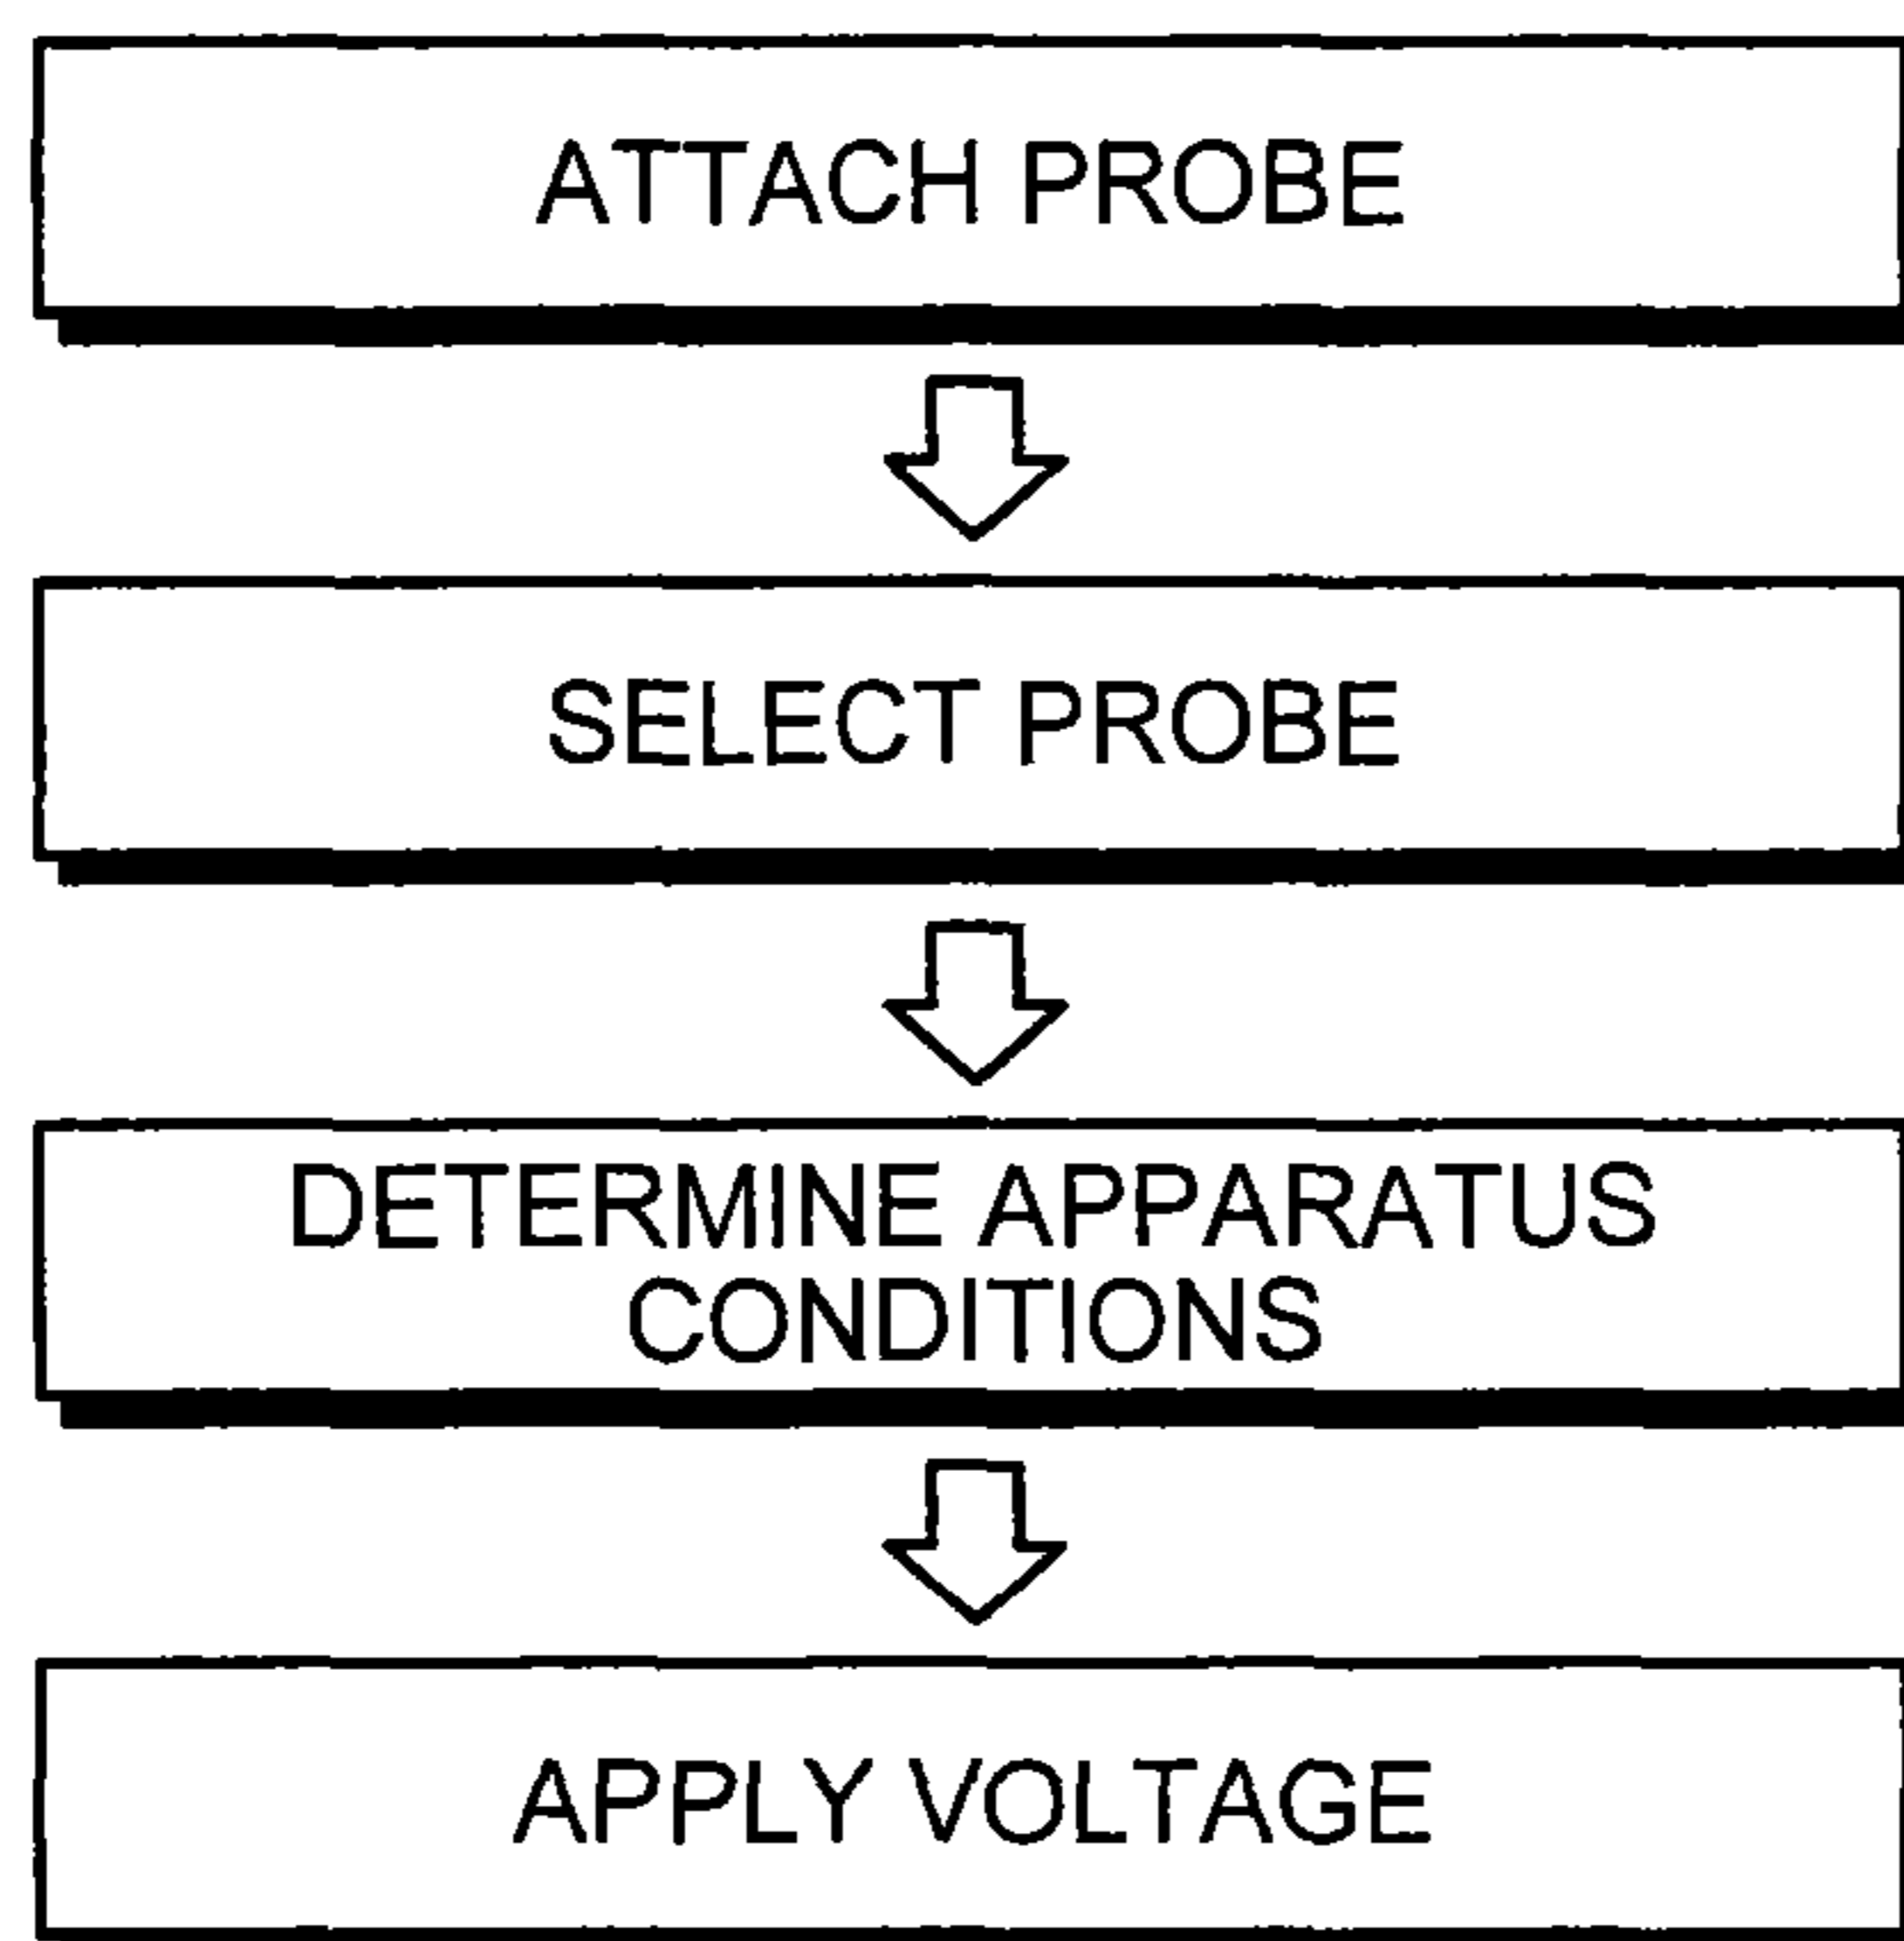 ATTACH PROBE
SELECT PROBE
DETERMINE APPARATUS
CONDITIONS
APPLY VOLTAGE